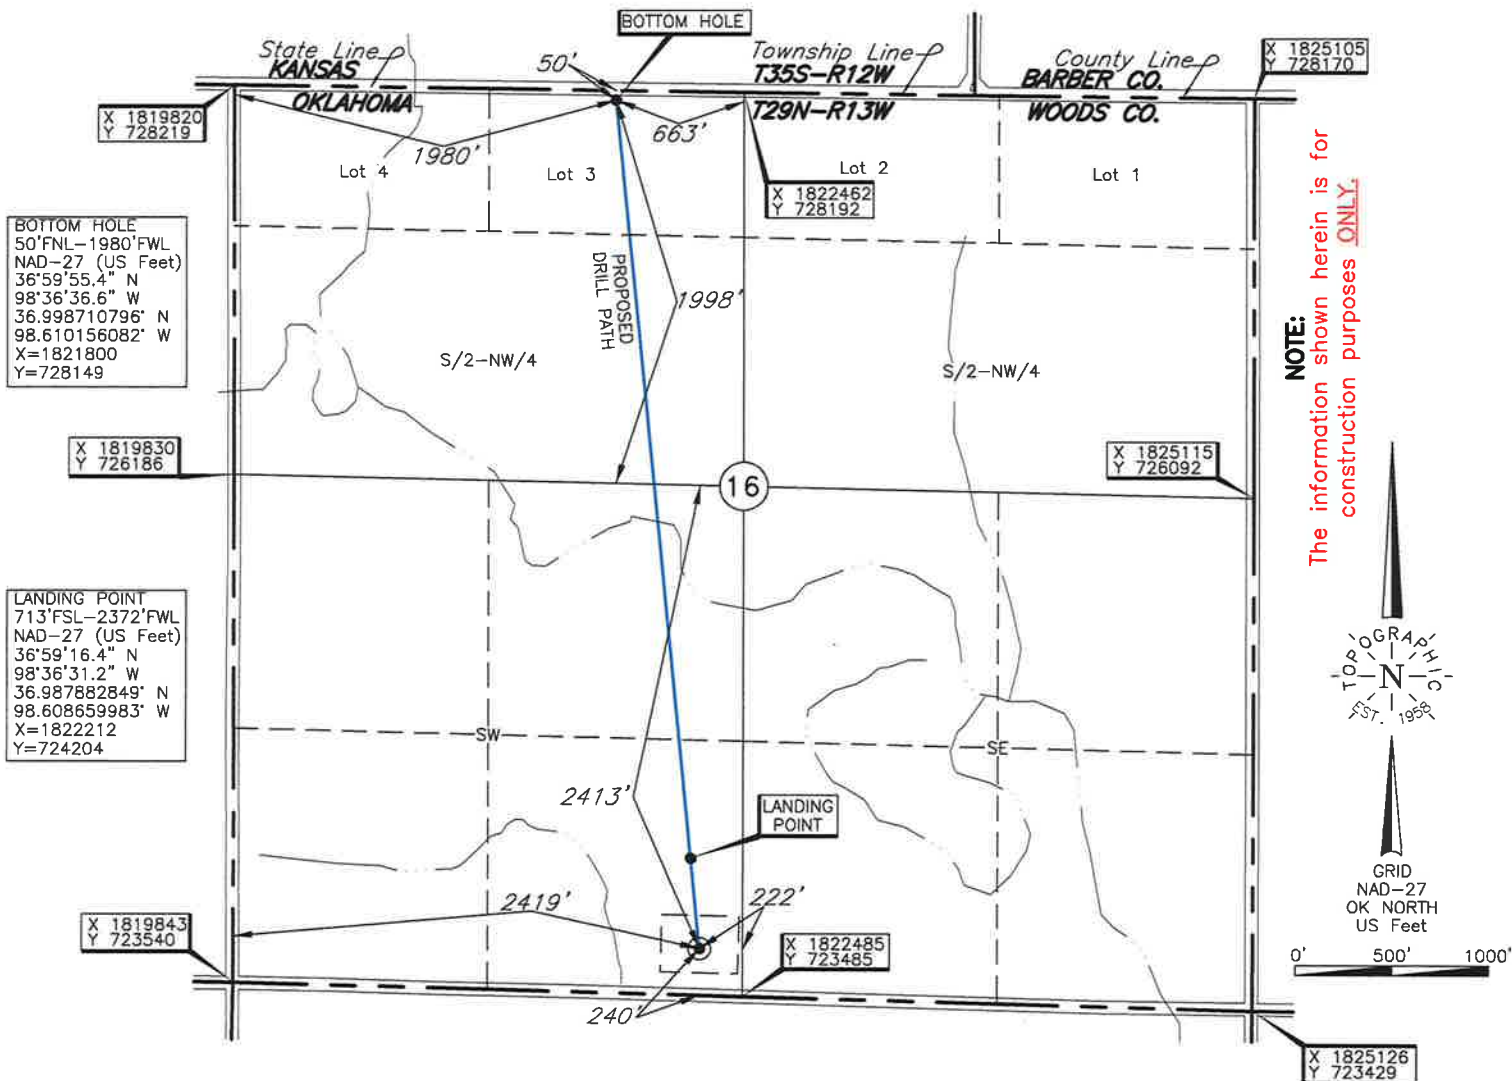 BOTTOM HOLE
State Line
KANSAS
OKLAHOMA
50'
Township Line
T35S-R12W
T29N-R13W
County Line
BARBER CO.
WOODS CO.
X 1825105
Y 728170
X 1819820
Y 728219
1980'
663'
Lot 4
Lot 3
Lot 2
Lot 1
X 1822462
Y 728192
BOTTOM HOLE
50'FNL-1980'FWL
NAD-27 (US Feet)
36°59'55.4" N
98°36'36.6" W
36.998710796° N
98.610156082° W
X=1821800
Y=728149
PROPOSED
DRILL PATH
1998'
S/2-NW/4
S/2-NW/4
NOTE:
The information shown herein is for
construction purposes ONLY.
X 1819830
Y 726186
16
X 1825115
Y 726092
LANDING POINT
713'FSL-2372'FWL
NAD-27 (US Feet)
36°59'16.4" N
98°36'31.2" W
36.987882849° N
98.608659983° W
X=1822212
Y=724204
TOPOGRAPHIC
N
EST. 1958
SW
SE
2413'
LANDING
POINT
GRID
NAD-27
OK NORTH
US Feet
0' 500' 1000'
2419'
222'
X 1819843
Y 723540
X 1822485
Y 723485
240'
X 1825126
Y 723429